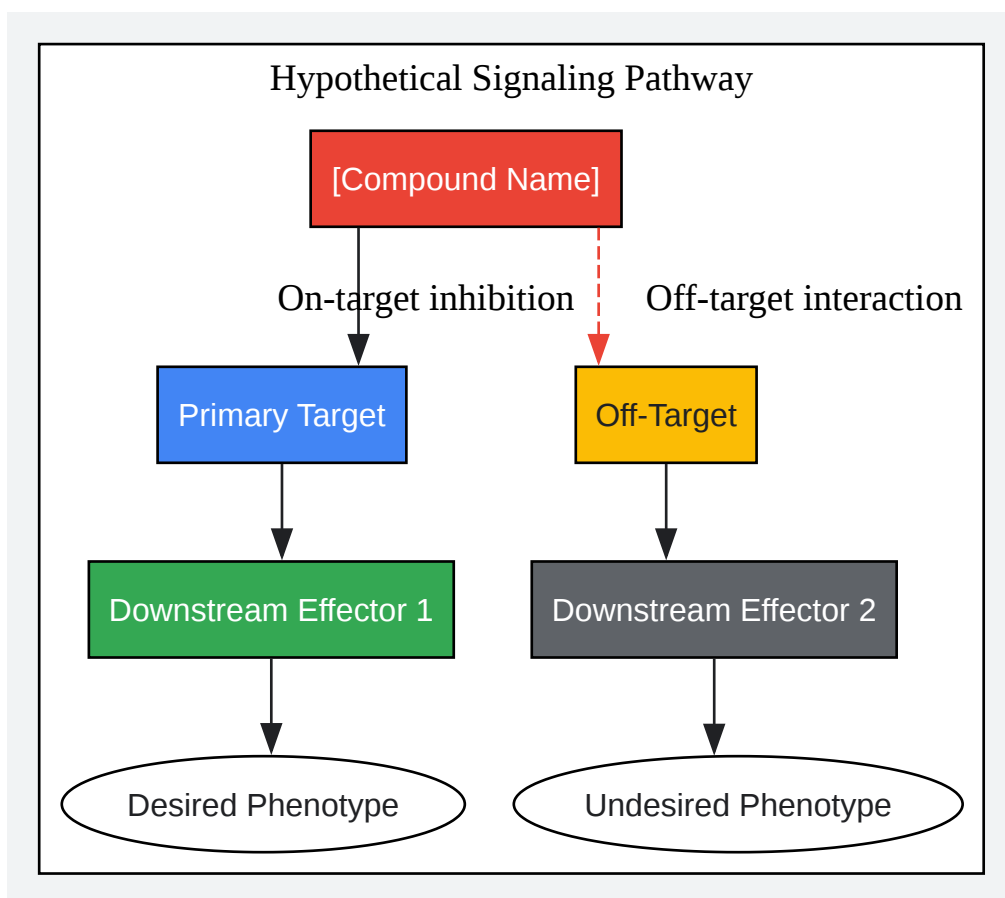 Hypothetical Signaling Pathway
[Compound Name]
On-target inhibition
Off-target interaction
Primary Target
Off-Target
Downstream Effector 1
Downstream Effector 2
Desired Phenotype
Undesired Phenotype